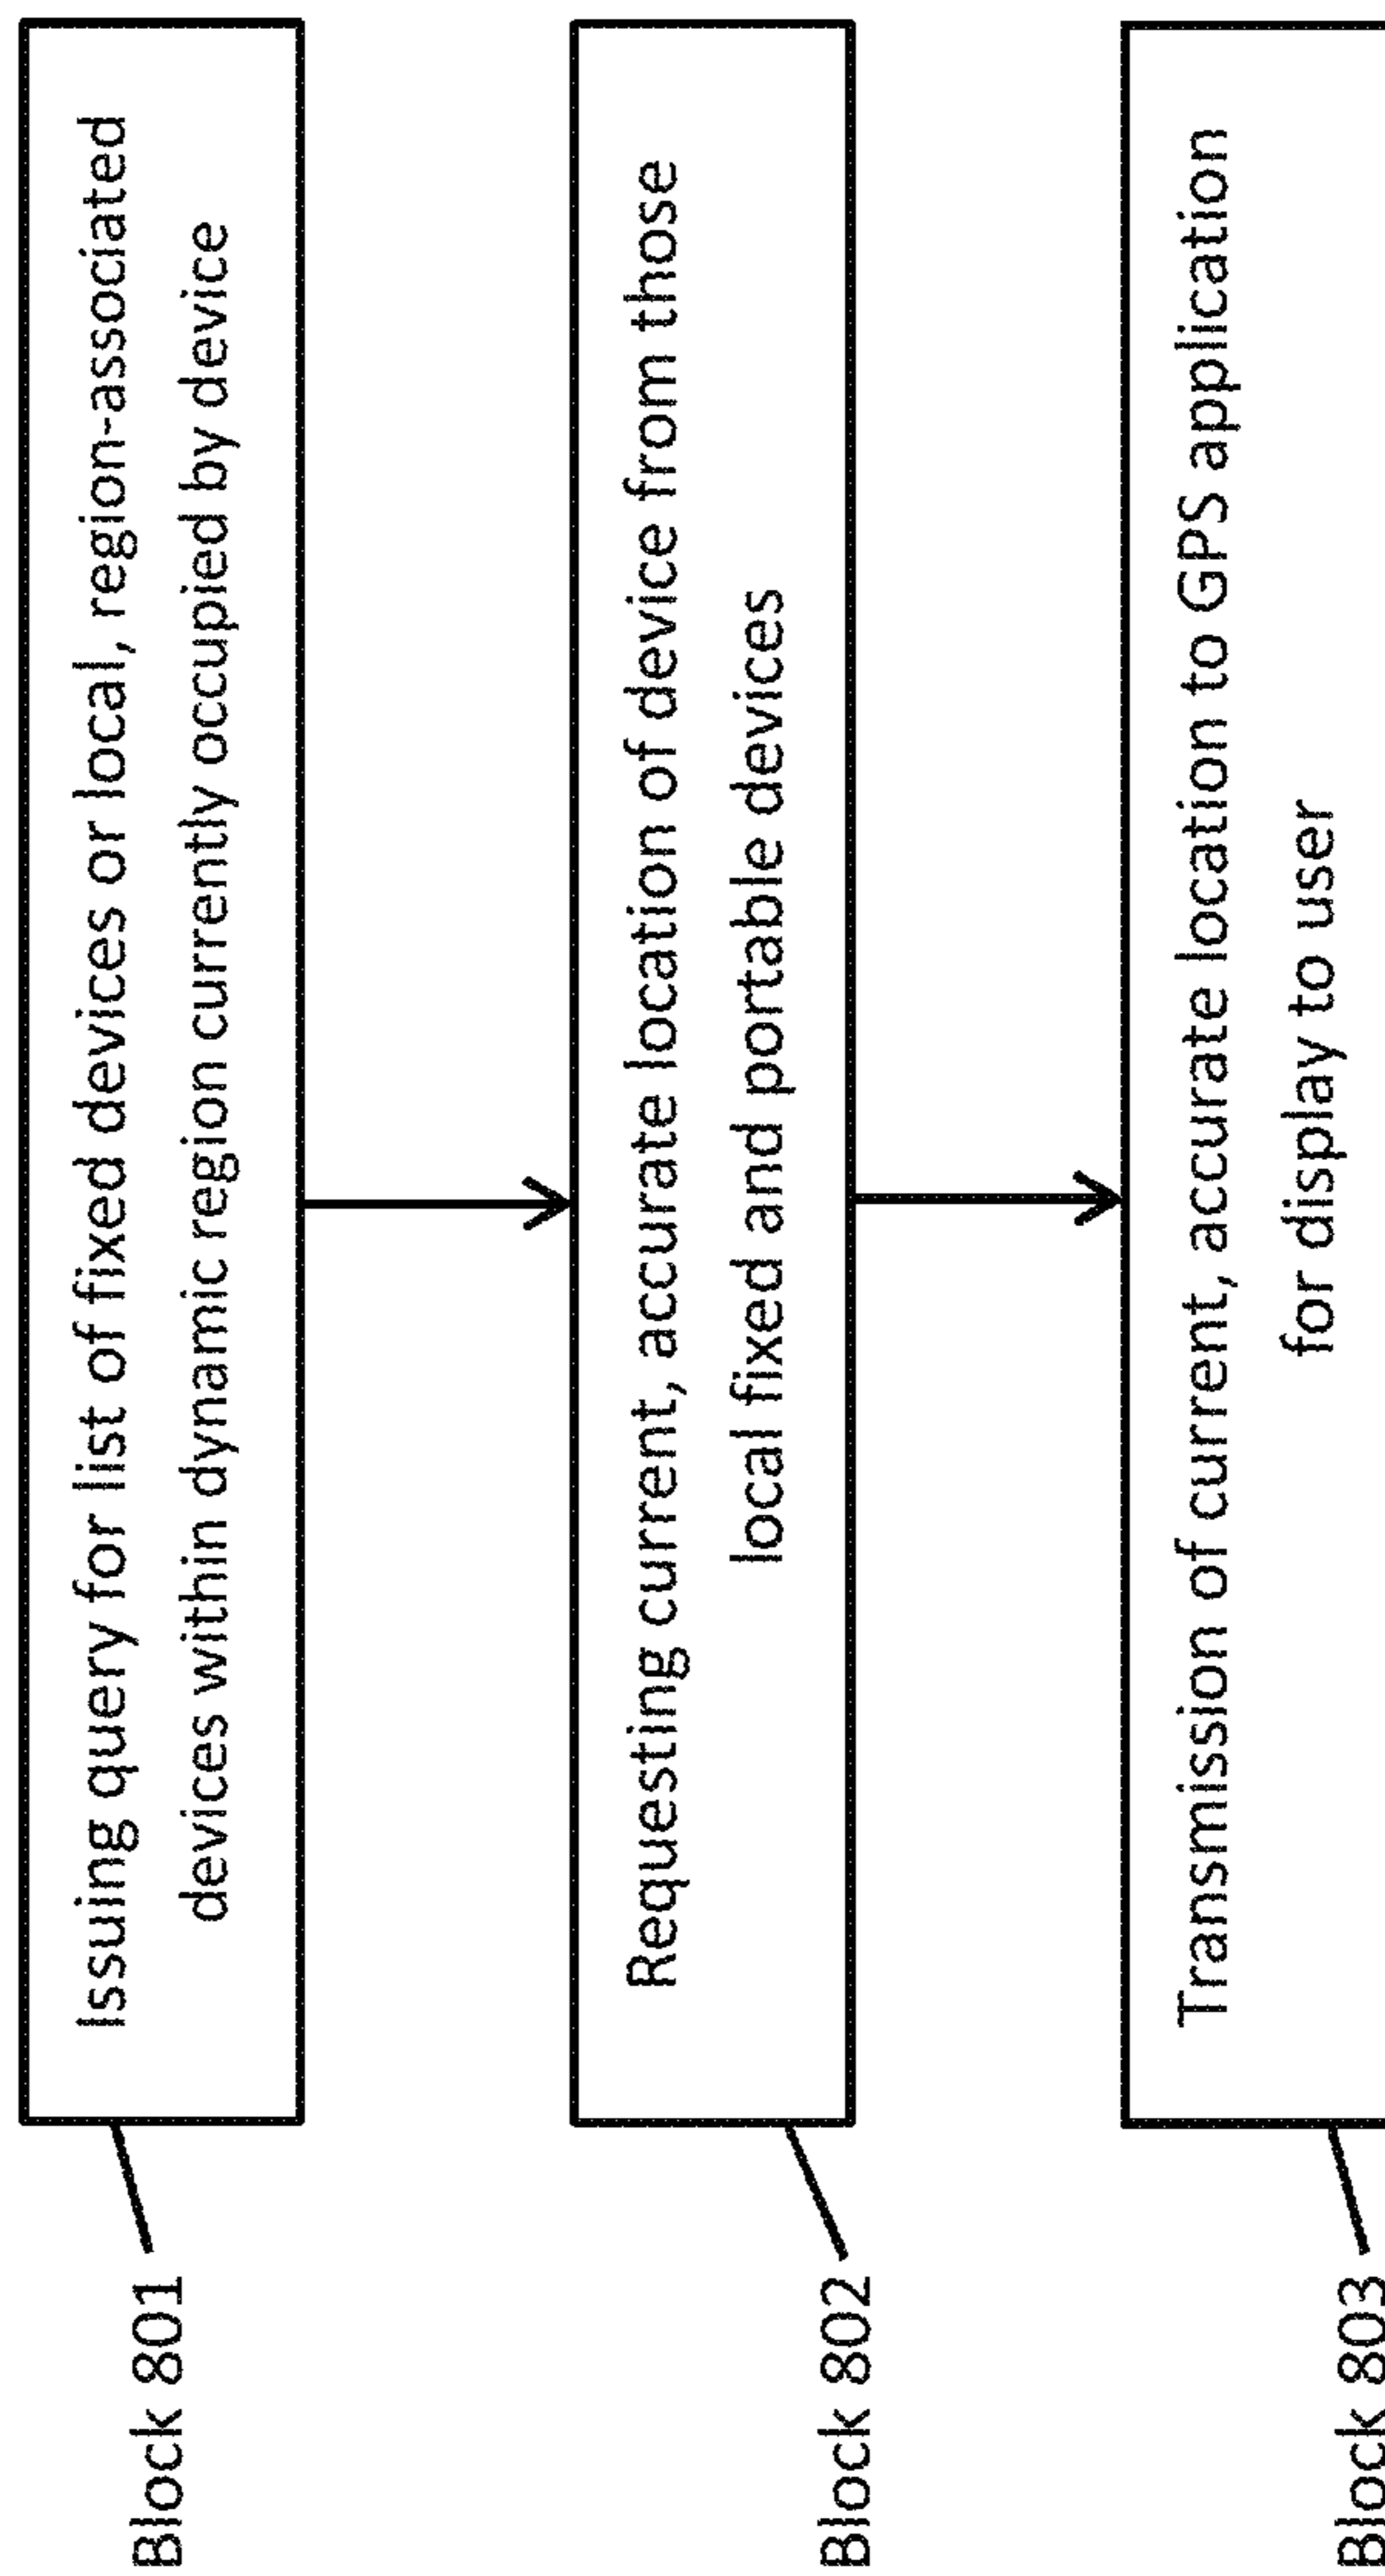 Block 801
Issuing query for list of fixed devices or local, region-associated
devices within dynamic region currently occupied by device
Block 802
Requesting current, accurate location of device from those
local fixed and portable devices
Block 803
Transmission of current, accurate location to GPS application
for display to user